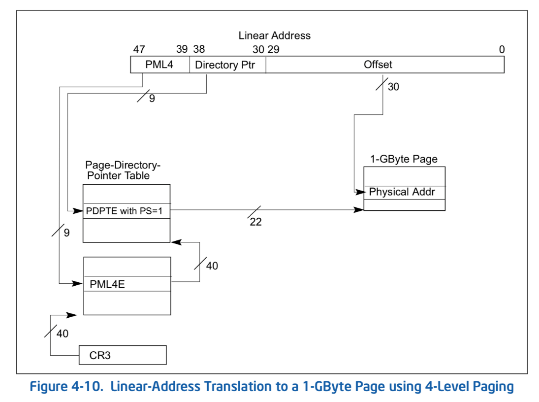 Linear Address
47 39 38 30 29 0
PML4 Directory Ptr Offset
9
30
Page-Directory-
Pointer Table
1-GByte Page
Physical Addr
PDPTE with PS=1
22
9
40
PML4E
40
CR3
Figure 4-10. Linear-Address Translation to a 1-GByte Page using 4-Level Paging